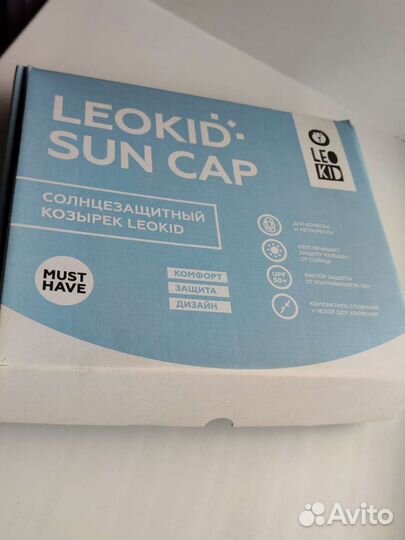 LEOKID
SUN CAP
СОЛНЦЕЗАЩИТНЫЙ
КОЗЫРЕК LEOKID
MUST
HAVE
КОМФОРТ
ЗАЩИТА
ДИЗАЙН
LEO
KID
ДЛЯ КОЛЯСКИ
И АВТОКРЕСЛА
ОБЕСПЕЧИВАЕТ
ЗАЩИТУ МАЛЫША
ОТ СОЛНЦА
UPF
50+
ФАКТОР ЗАЩИТЫ
ОТ УЛЬТРАФИОЛЕТА 50+
КОМПАКТНОЕ СЛОЖЕНИЕ
+ ЧЕХОЛ ДЛЯ ХРАНЕНИЯ
Avito